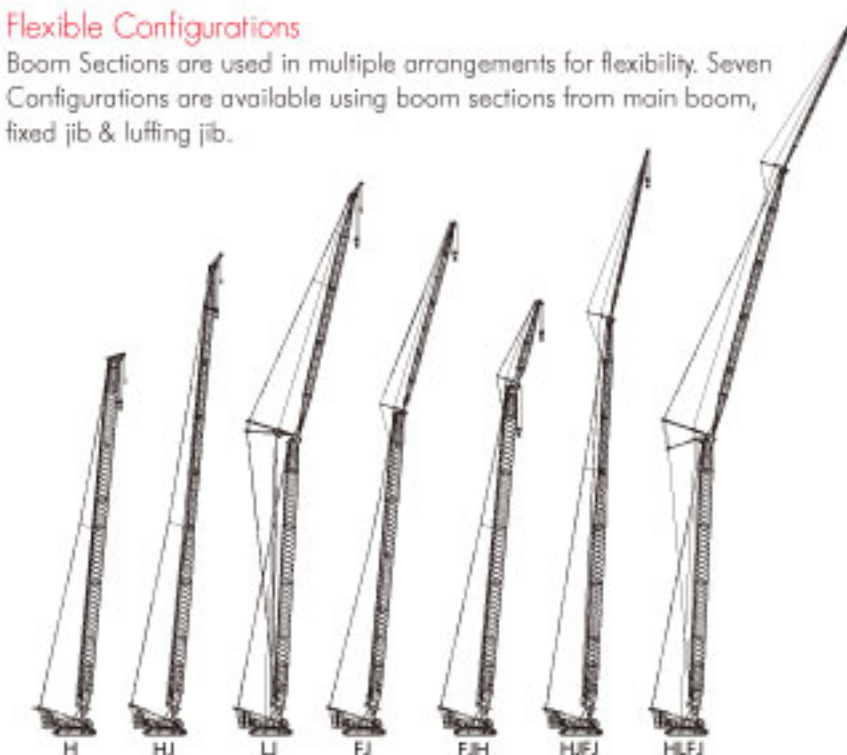 Flexible Configurations
Boom Sections are used in multiple arrangements for flexibility. Seven
Configurations are available using boom sections from main boom,
fixed jib & luffing jib.
H HJ LJ FJ FJH HJFJ HLFJ